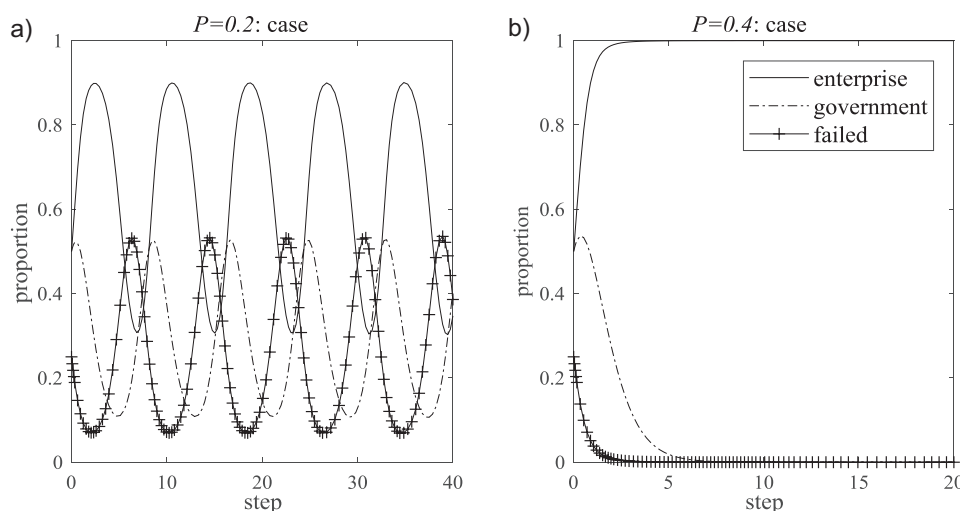 a)
P=0.2: case
1
0.8
0.6
0.4
0.2
0
proportion
0 10 20 30 40
step
b)
P=0.4: case
1
0.8
0.6
0.4
0.2
0
proportion
enterprise
government
failed
0 5 10 15 20
step